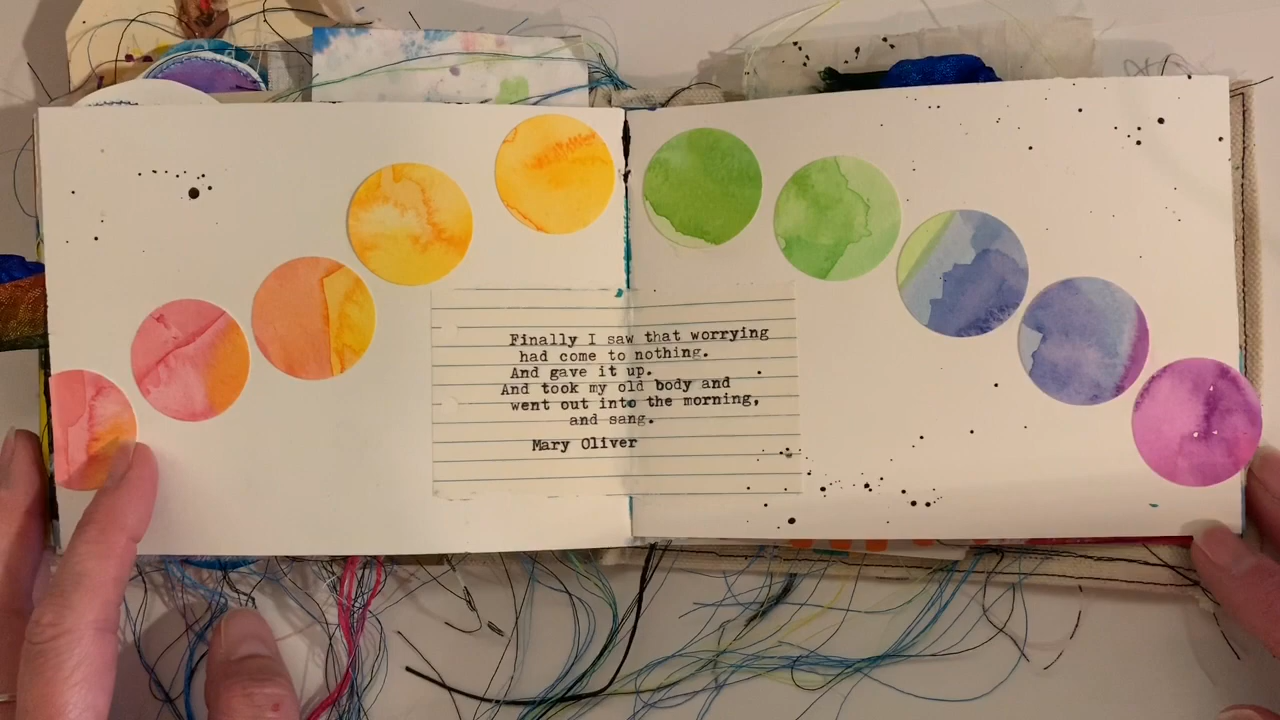 Finally I saw that worrying
had come to nothing.
And gave it up.
And took my old body and
went out into the morning,
and sang.
Mary Oliver